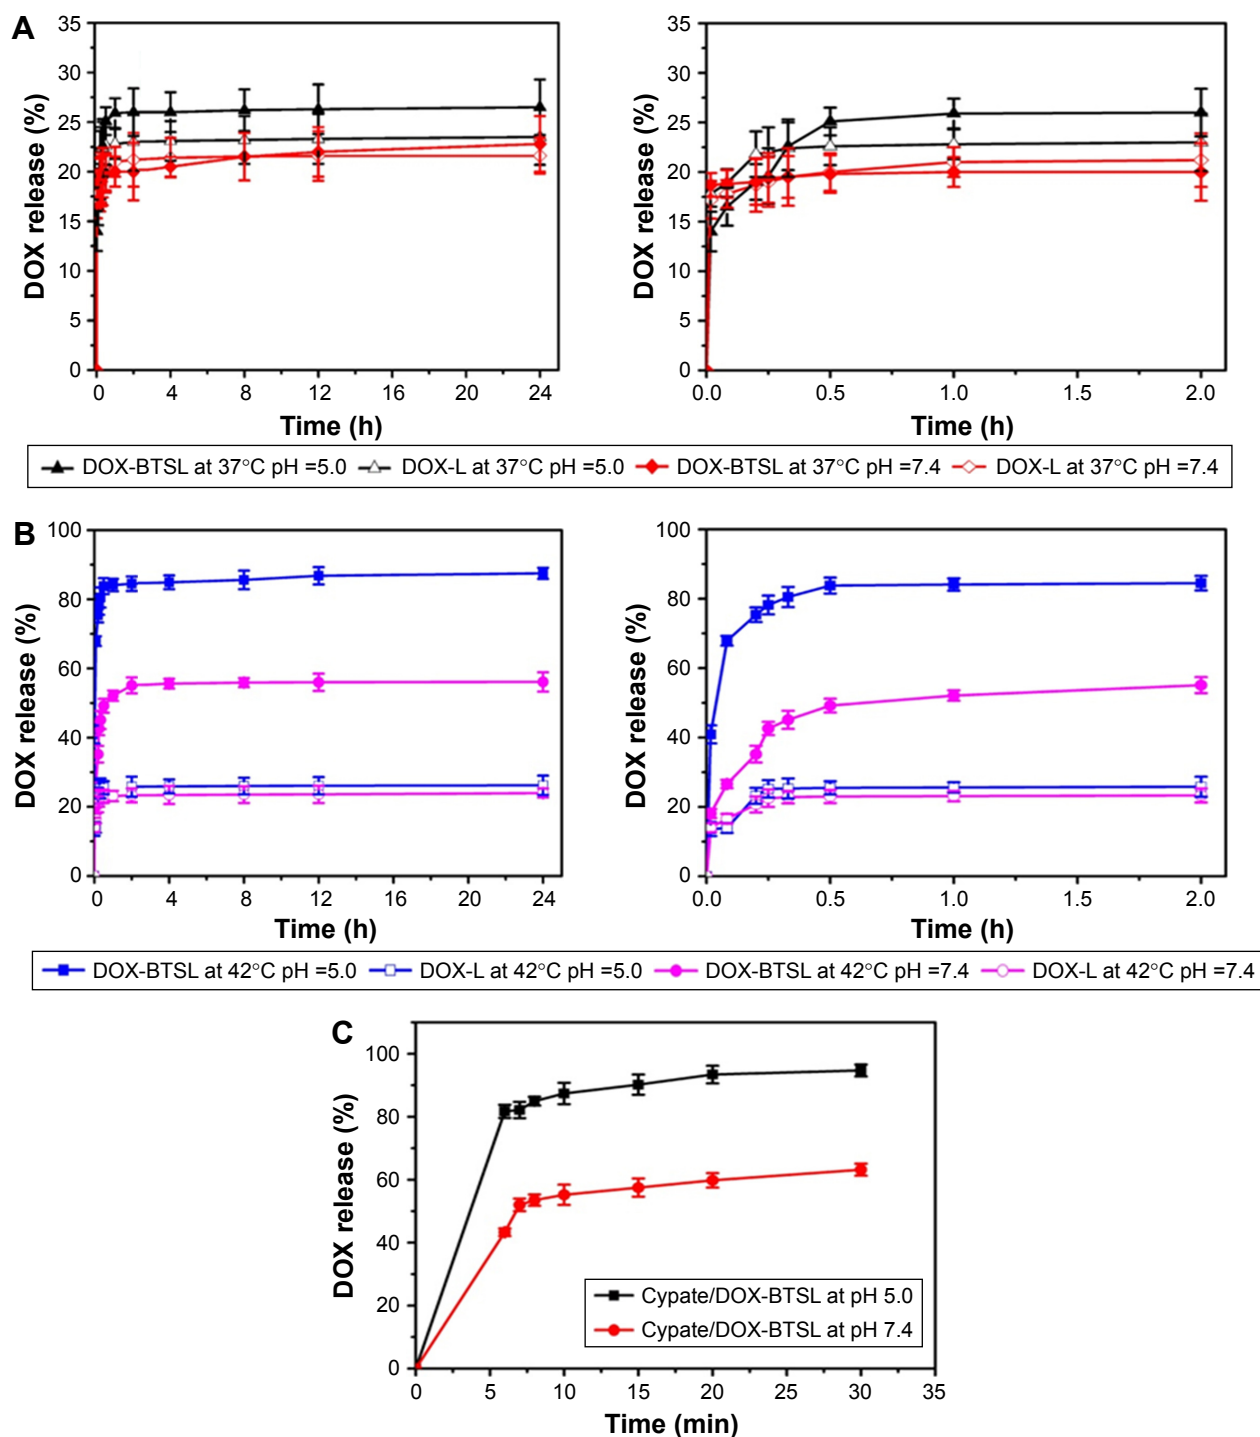 A
35
30
25
20
15
10
5
0
DOX release (%)
0 4 8 12 16 20 24
Time (h)
35
30
25
20
15
10
5
0
DOX release (%)
0.0 0.5 1.0 1.5 2.0
Time (h)
DOX-BTSL at 37°C pH =5.0 DOX-L at 37°C pH =5.0 DOX-BTSL at 37°C pH =7.4 DOX-L at 37°C pH =7.4
B
100
80
60
40
20
0
DOX release (%)
0 4 8 12 16 20 24
Time (h)
100
80
60
40
20
0
DOX release (%)
0.0 0.5 1.0 1.5 2.0
Time (h)
DOX-BTSL at 42°C pH =5.0 DOX-L at 42°C pH =5.0 DOX-BTSL at 42°C pH =7.4 DOX-L at 42°C pH =7.4
C
100
80
60
40
20
0
DOX release (%)
Cypate/DOX-BTSL at pH 5.0
Cypate/DOX-BTSL at pH 7.4
0 5 10 15 20 25 30 35
Time (min)